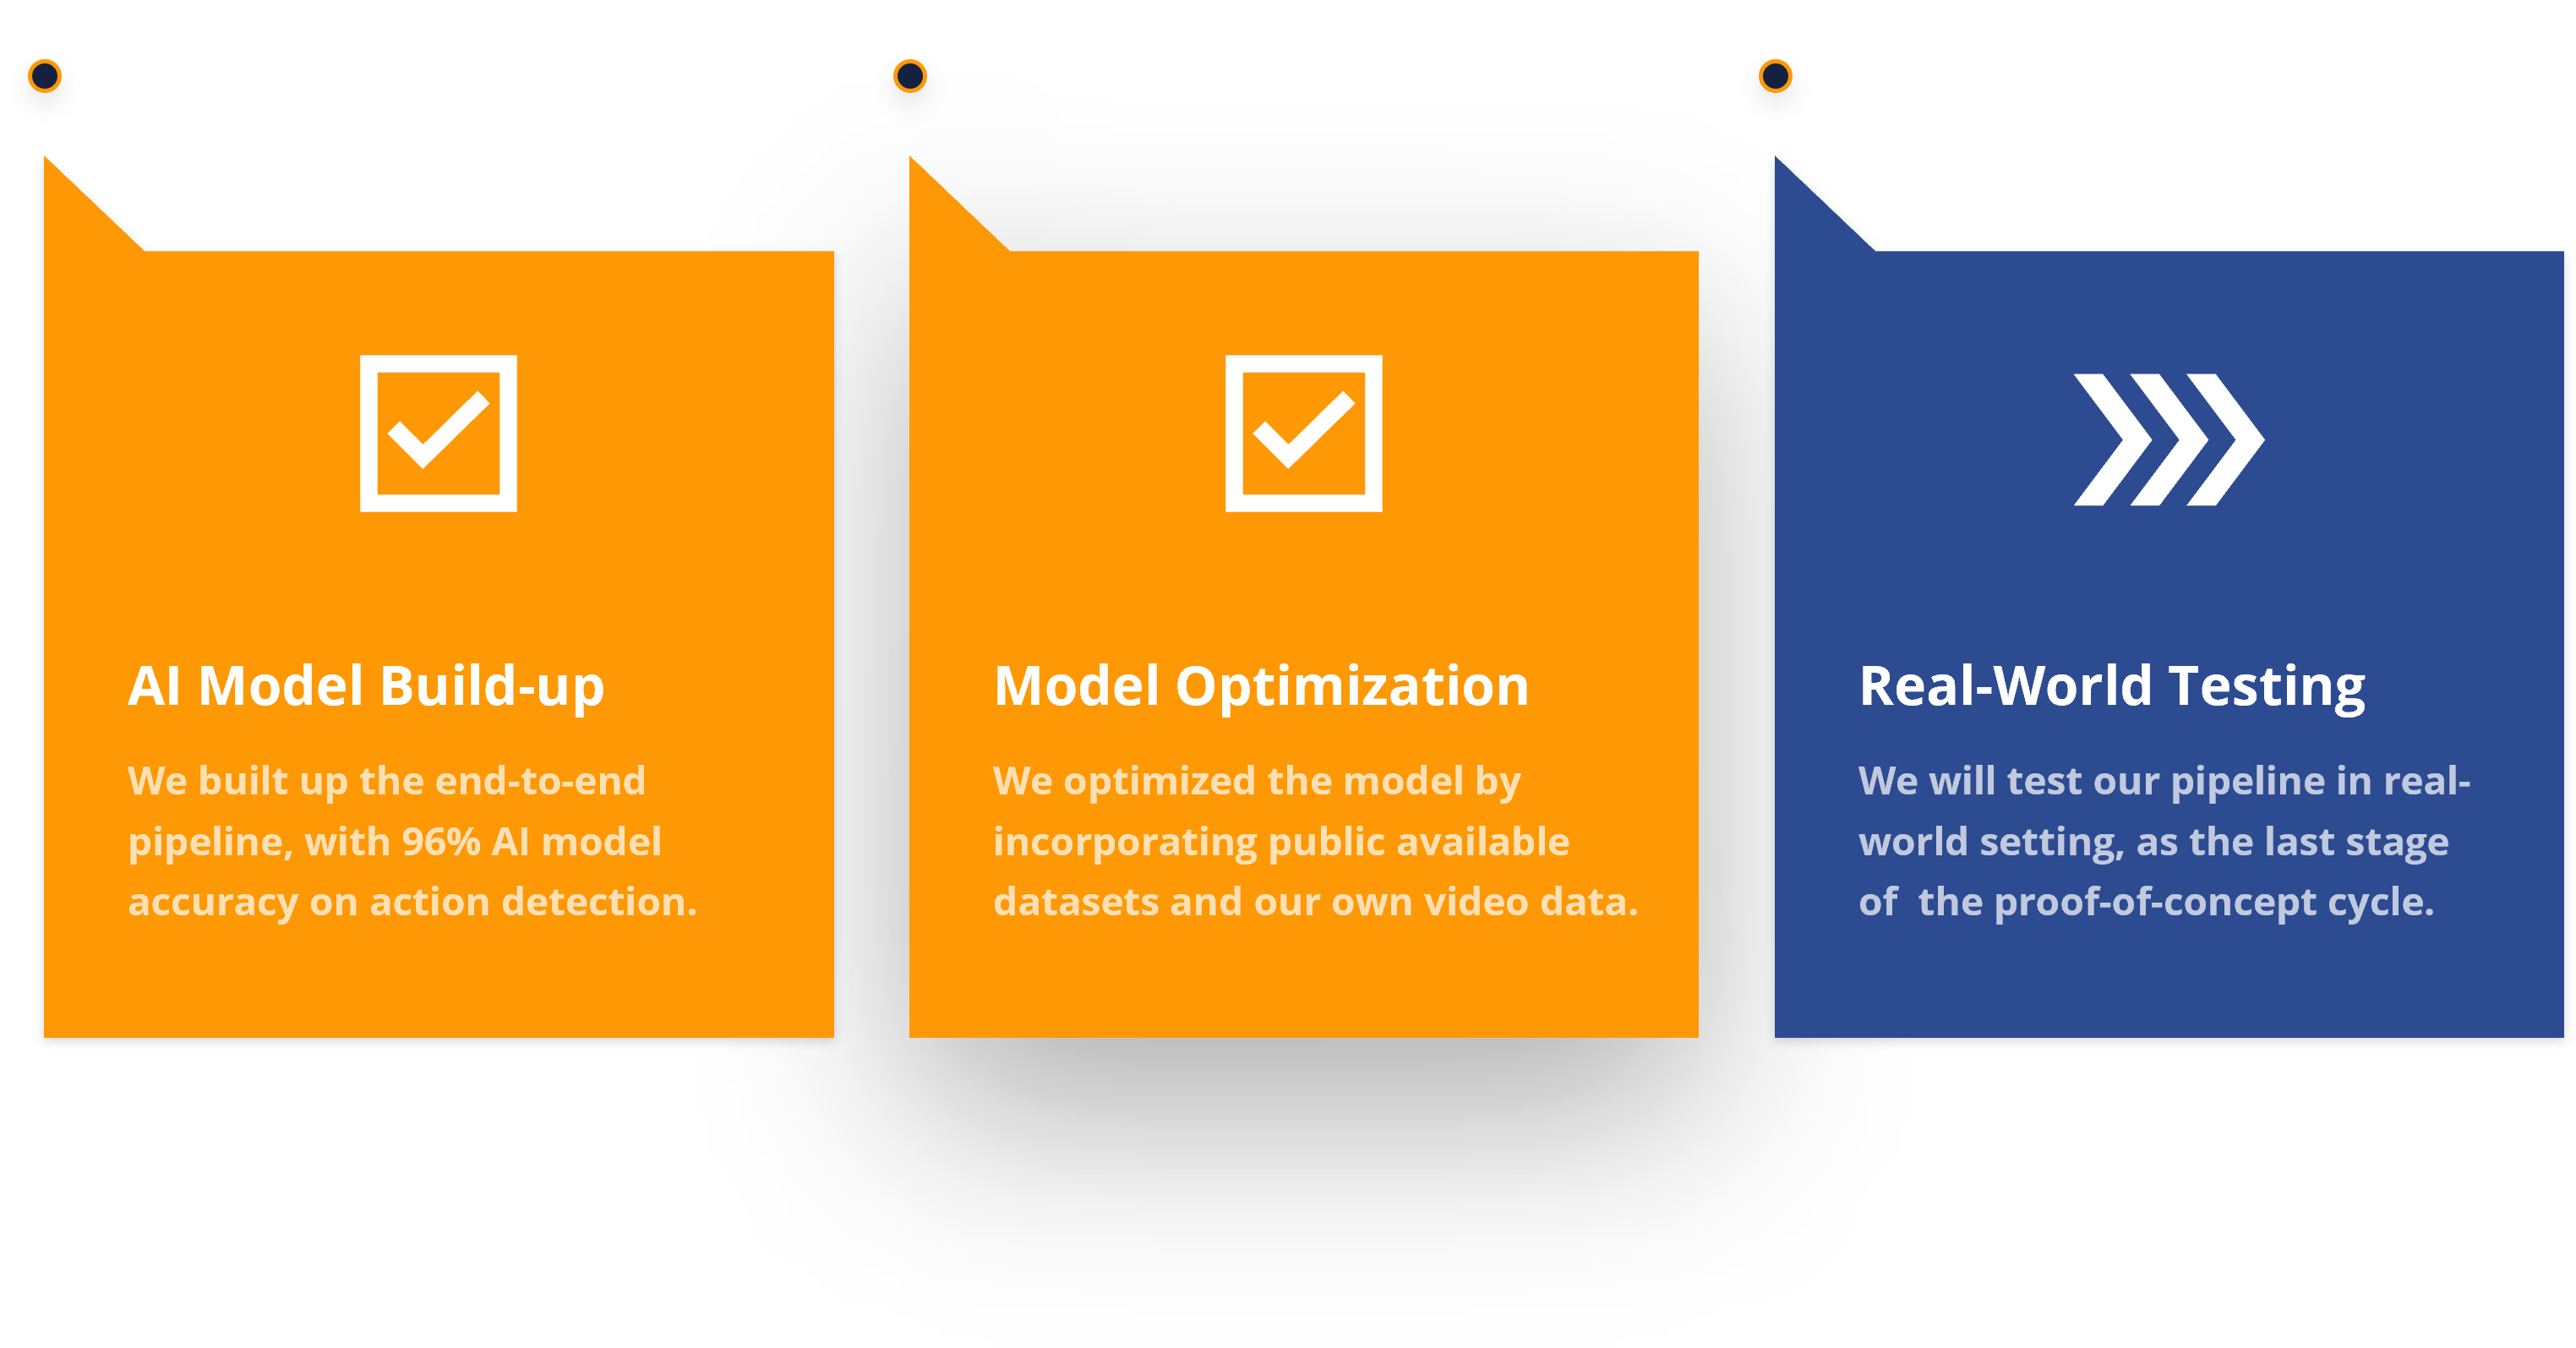 AI Model Build-up
We built up the end-to-end
pipeline, with 96% AI model
accuracy on action detection.
Model Optimization
We optimized the model by
incorporating public available
datasets and our own video data.
Real-World Testing
We will test our pipeline in real-
world setting, as the last stage
of  the proof-of-concept cycle.